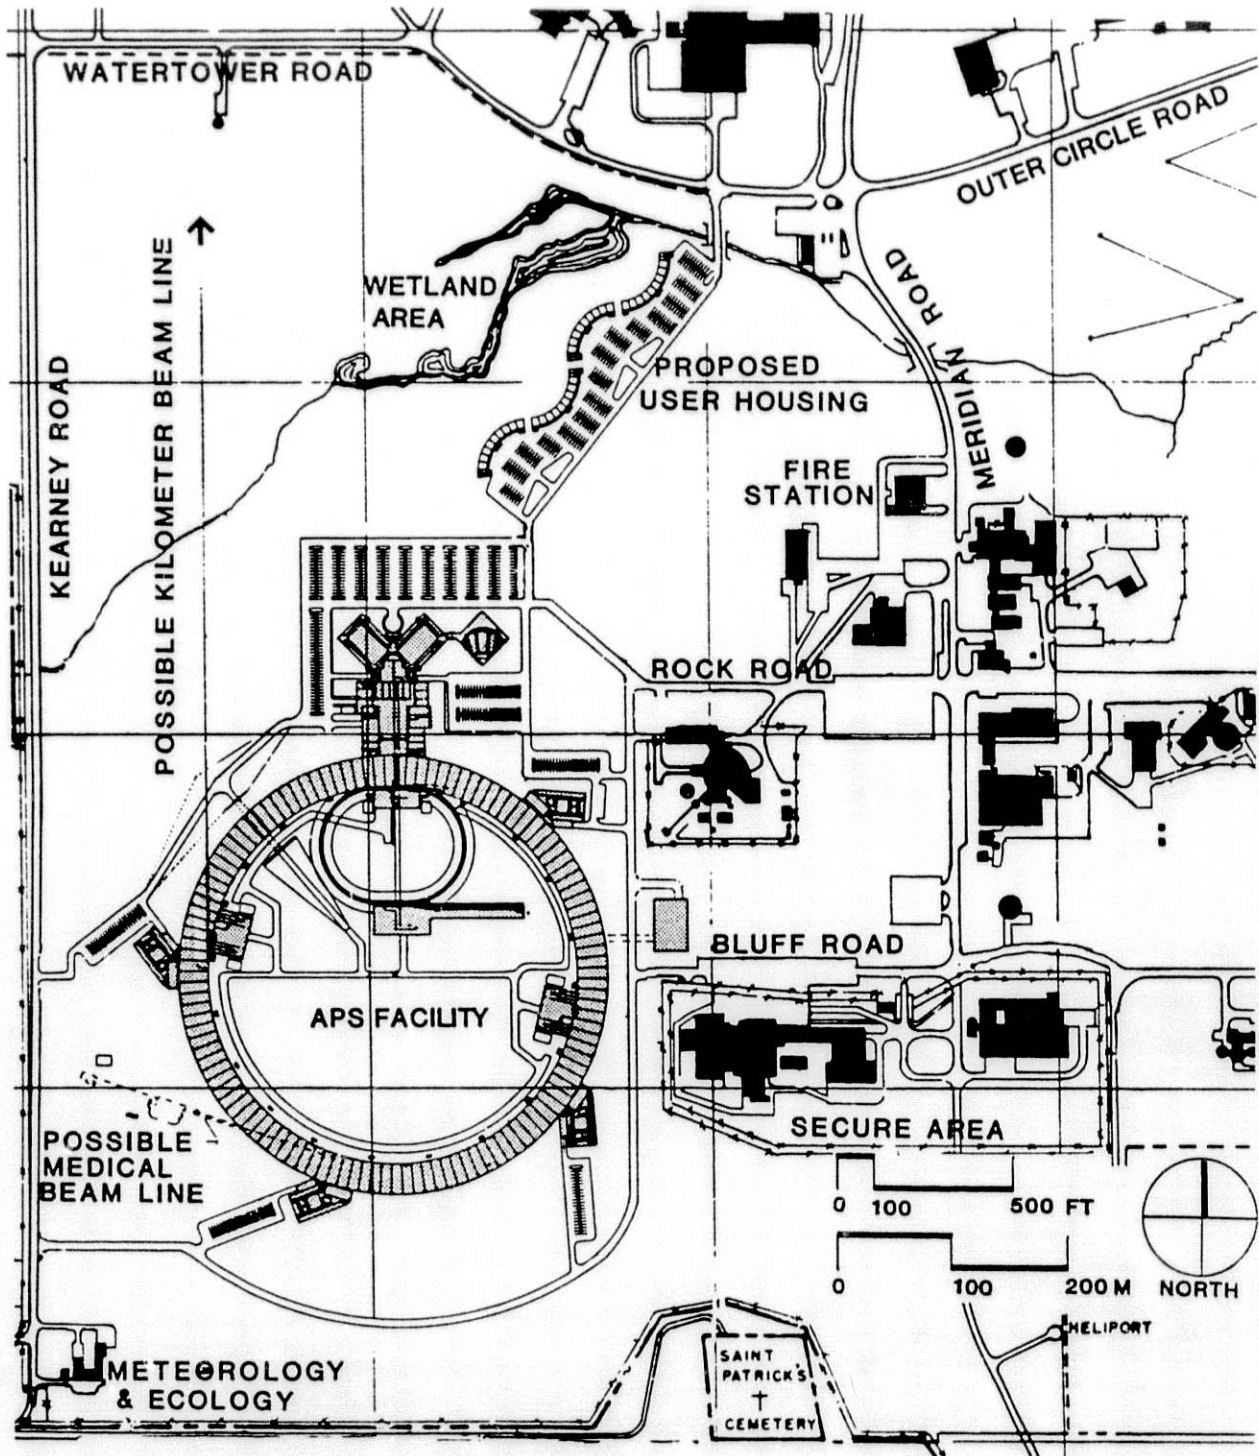 WATERTOWER ROAD
OUTER CIRCLE ROAD
KEARNEY ROAD
POSSIBLE KILOMETER BEAM LINE
WETLAND
AREA
MERIDIAN ROAD
PROPOSED
USER HOUSING
FIRE
STATION
ROCK ROAD
BLUFF ROAD
APS FACILITY
POSSIBLE
MEDICAL
BEAM LINE
SECURE AREA
0 100 500 FT
0 100 200 M
NORTH
HELIPORT
METEOROLOGY
& ECOLOGY
SAINT
PATRICK'S
CEMETERY